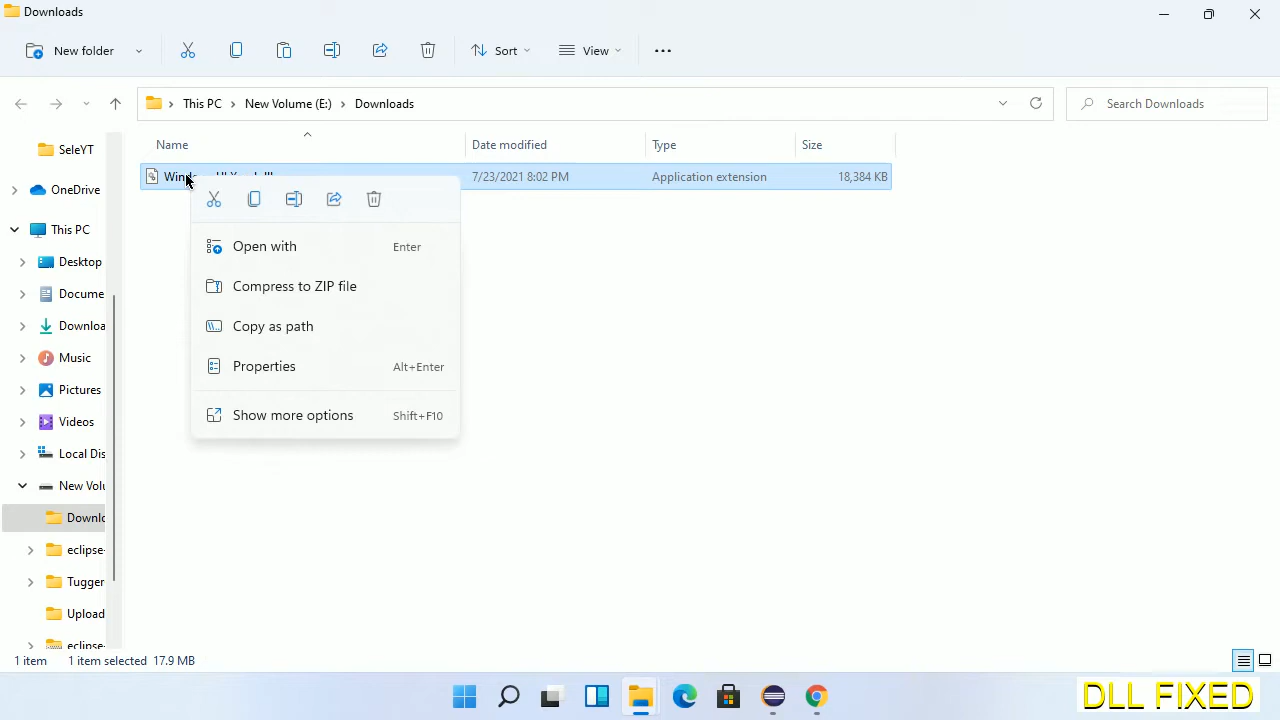 Downloads
New folder
Sort
View
This PC
New Volume (E:)
Downloads
Search Downloads
Name
Date modified
Type
Size
7/23/2021 8:02 PM
Application extension
18,384 KB
Open with
Enter
Compress to ZIP file
Copy as path
Properties
Alt+Enter
Show more options
Shift+F10
SeleYT
OneDrive
This PC
Desktop
Docume
Downloa
Music
Pictures
Videos
Local Dis
New Volu
Downlo
eclipse-
Tugger
Upload
eclipse-
1 item
1 item selected
17.9 MB
DLL FIXED